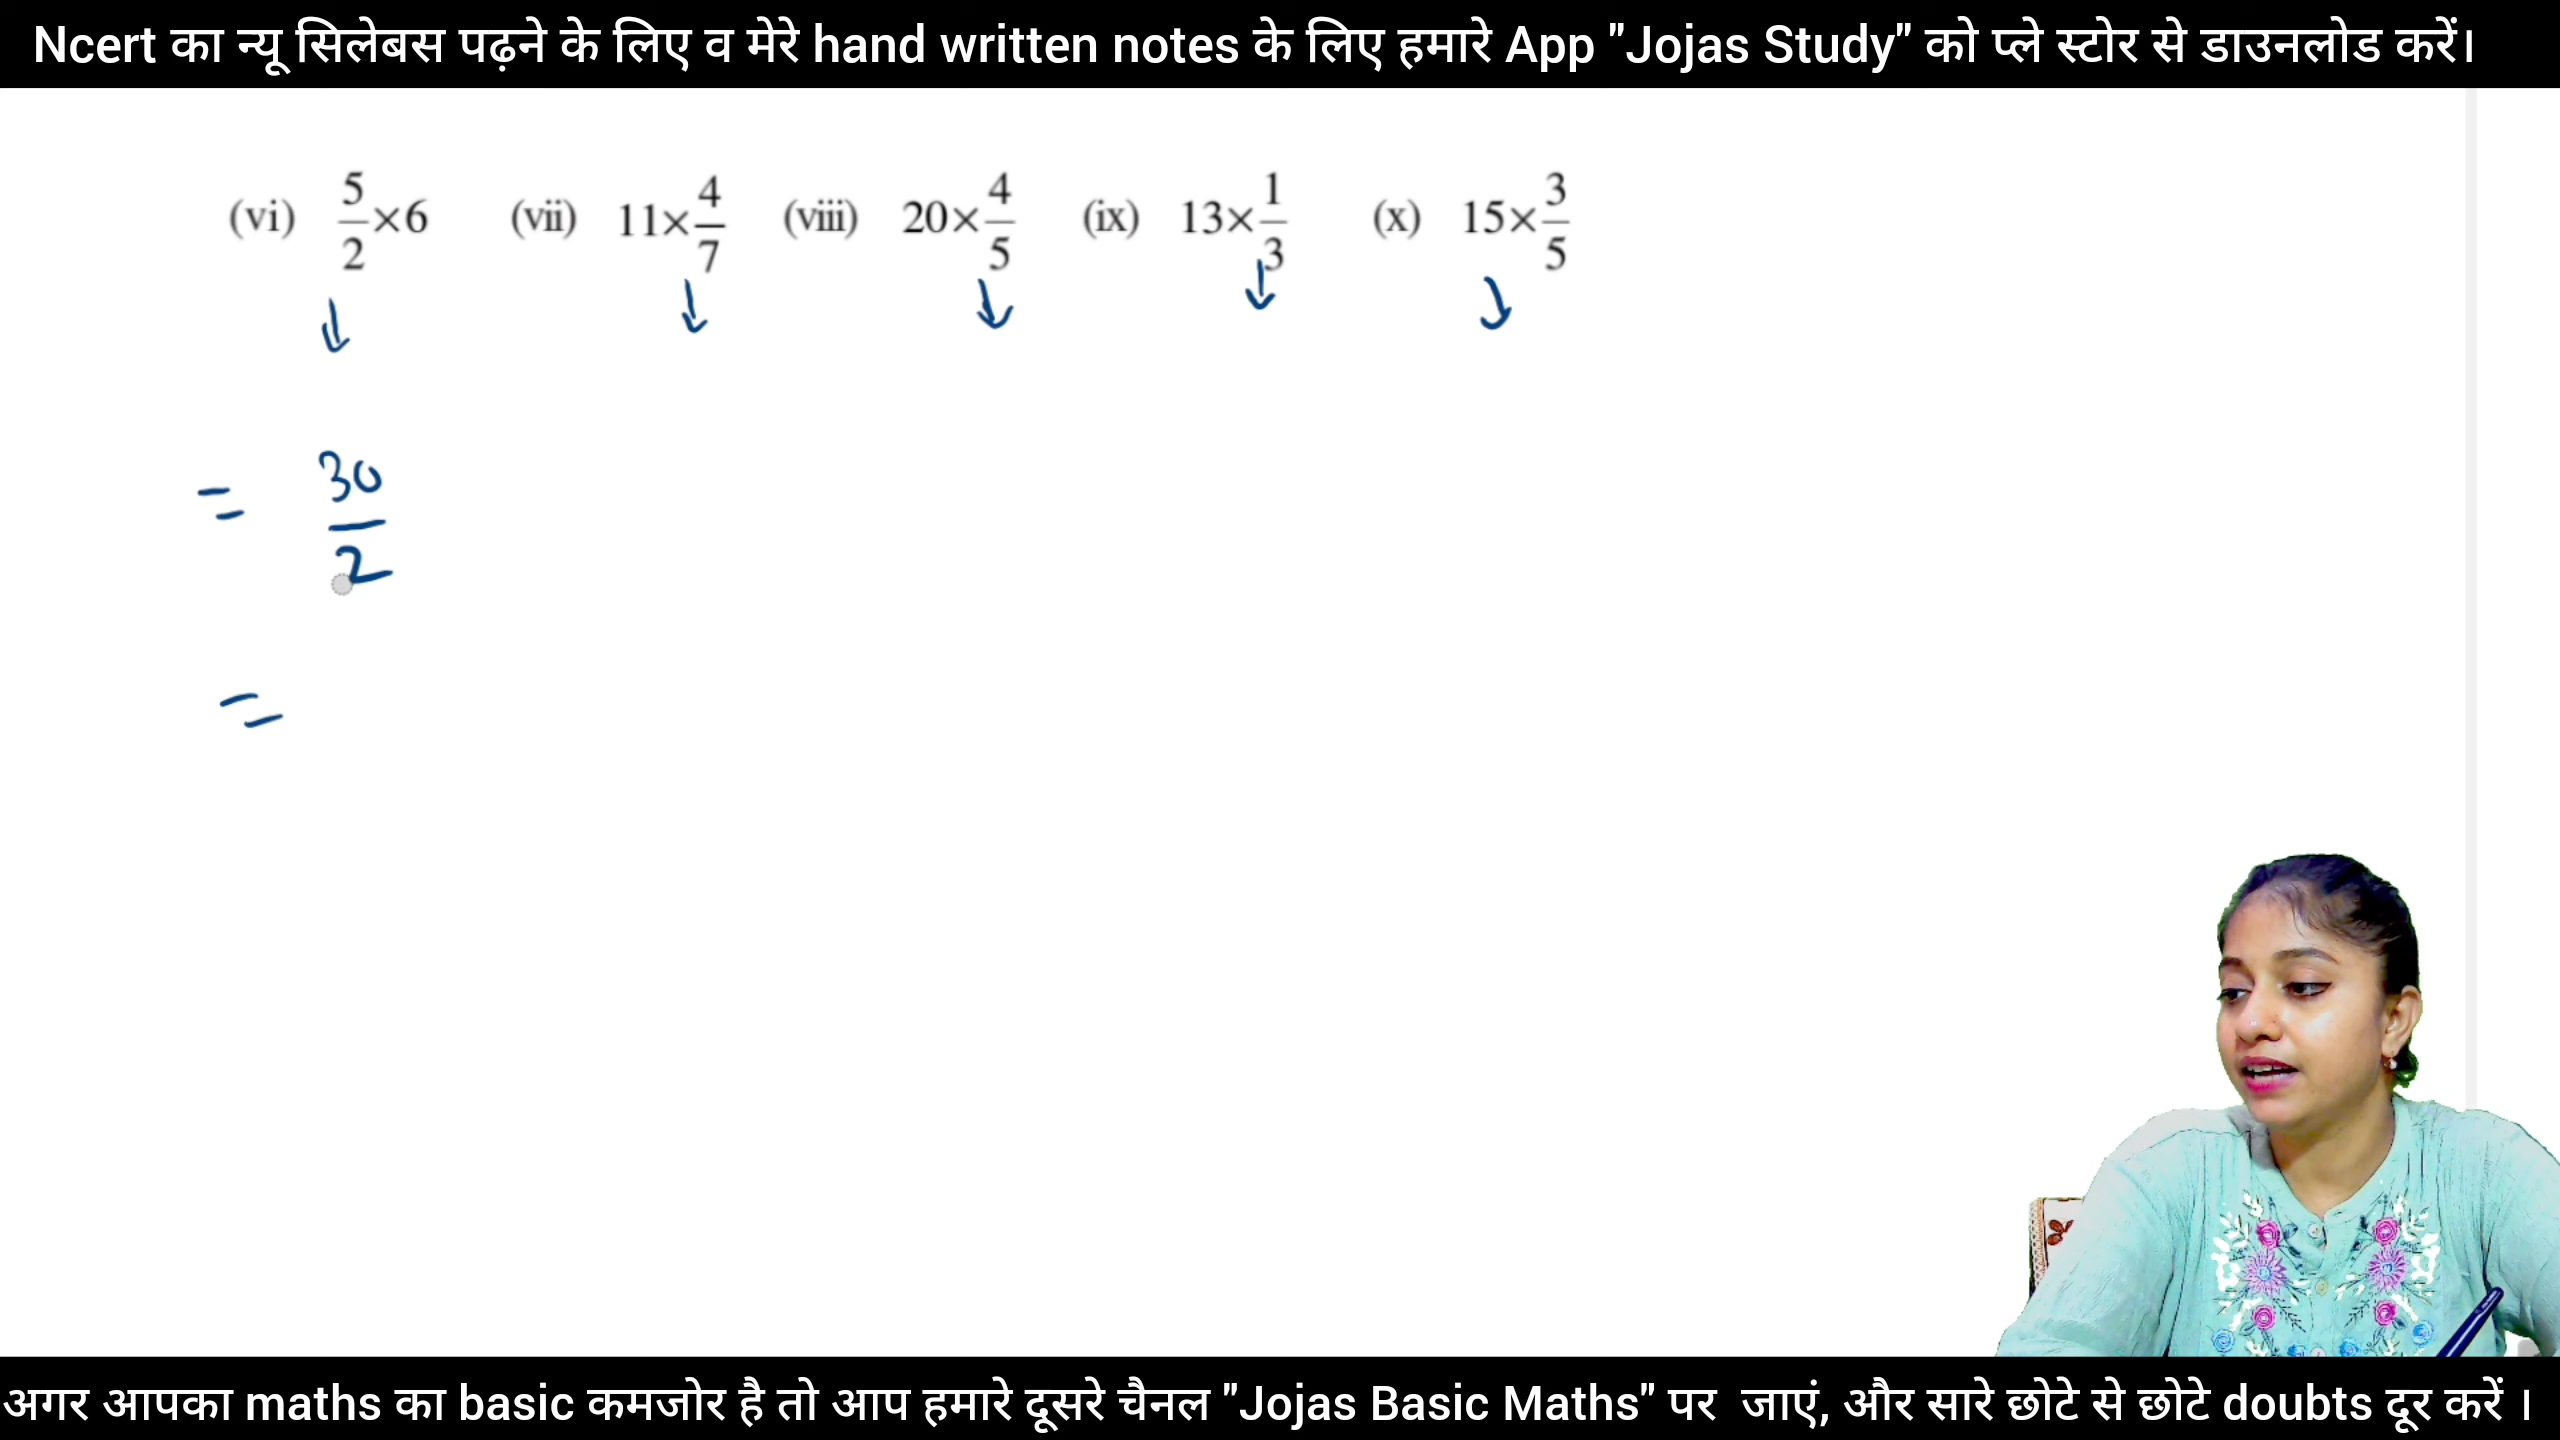 Ncert का न्यू सिलेबस पढ़ने के लिए व मेरे hand written notes के लिए हमारे App "Jojas Study" को प्ले स्टोर से डाउनलोड करें।
(vi) 5/2×6 (vii) 11×4/7 (viii) 20×4/5 (ix) 13×1/3 (x) 15×3/5
= 30/2
=
अगर आपका maths का basic कमजोर है तो आप हमारे दूसरे चैनल "Jojas Basic Maths" पर जाएं, और सारे छोटे से छोटे doubts दूर करें ।